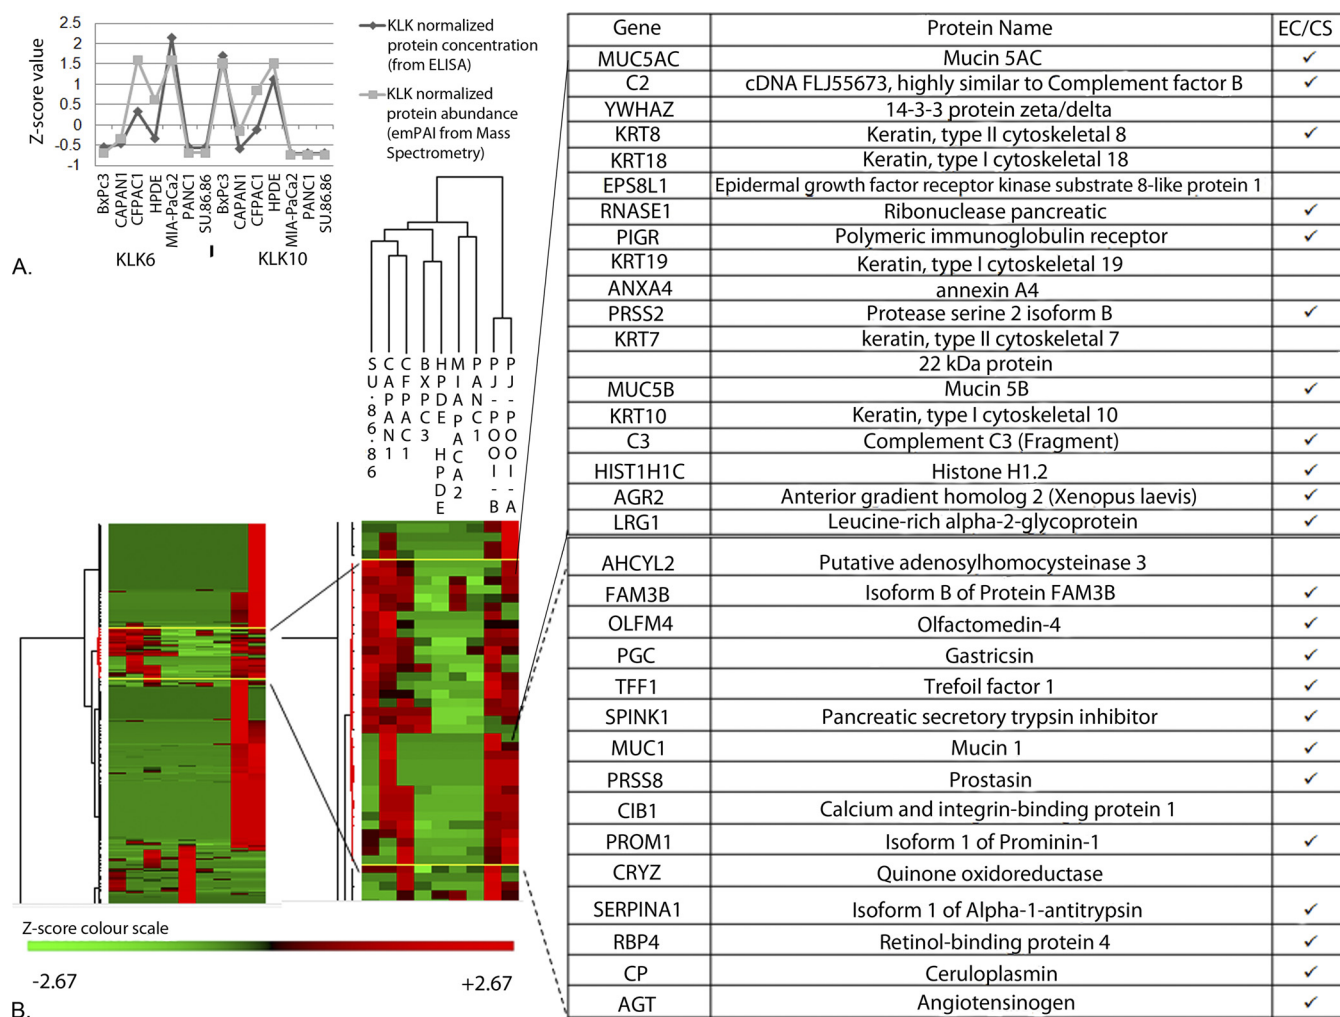 2.5
2
1.5
1
0.5
0
-0.5
-1
Z-score value
BxPc3
CAPAN1
CFPAC1
HPDE
MIA-PaCa2
PANC1
SU.86.86
BxPc3
CAPAN1
CFPAC1
HPDE
MIA-PaCa2
PANC1
SU.86.86
KLK6
KLK10
KLK normalized
protein concentration
(from ELISA)
KLK normalized
protein abundance
(emPAI from Mass
Spectrometry)
A.
SU.86.86
CAPAN1
CFPAC1
BXPC3
HPDE HPDE
MIAPACA2
PANC1
PJ-POOl-B
PJ-POOl-A
Z-score colour scale
-2.67
+2.67
B.
Gene Protein Name EC/CS
MUC5AC Mucin 5AC ✓
C2 cDNA FLJ55673, highly similar to Complement factor B ✓
YWHAZ 14-3-3 protein zeta/delta
KRT8 Keratin, type II cytoskeletal 8 ✓
KRT18 Keratin, type I cytoskeletal 18
EPS8L1 Epidermal growth factor receptor kinase substrate 8-like protein 1
RNASE1 Ribonuclease pancreatic ✓
PIGR Polymeric immunoglobulin receptor ✓
KRT19 Keratin, type I cytoskeletal 19
ANXA4 annexin A4
PRSS2 Protease serine 2 isoform B ✓
KRT7 keratin, type II cytoskeletal 7
22 kDa protein
MUC5B Mucin 5B ✓
KRT10 Keratin, type I cytoskeletal 10
C3 Complement C3 (Fragment) ✓
HIST1H1C Histone H1.2 ✓
AGR2 Anterior gradient homolog 2 (Xenopus laevis) ✓
LRG1 Leucine-rich alpha-2-glycoprotein ✓
AHCYL2 Putative adenosylhomocysteinase 3
FAM3B Isoform B of Protein FAM3B ✓
OLFM4 Olfactomedin-4 ✓
PGC Gastricsin ✓
TFF1 Trefoil factor 1 ✓
SPINK1 Pancreatic secretory trypsin inhibitor ✓
MUC1 Mucin 1 ✓
PRSS8 Prostasin ✓
CIB1 Calcium and integrin-binding protein 1
PROM1 Isoform 1 of Prominin-1 ✓
CRYZ Quinone oxidoreductase
SERPINA1 Isoform 1 of Alpha-1-antitrypsin ✓
RBP4 Retinol-binding protein 4 ✓
CP Ceruloplasmin ✓
AGT Angiotensinogen ✓